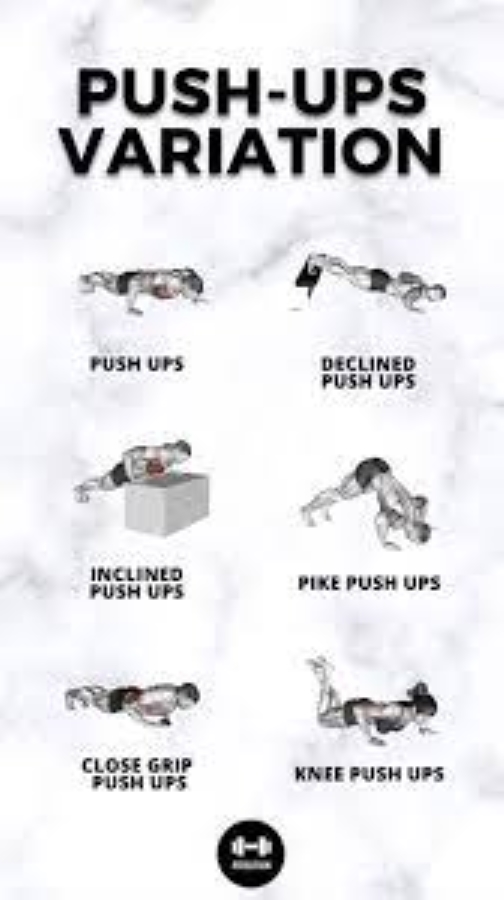 PUSH-UPS
VARIATION
PUSH UPS
DECLINED
PUSH UPS
INCLINED
PUSH UPS
PIKE PUSH UPS
CLOSE GRIP
PUSH UPS
KNEE PUSH UPS